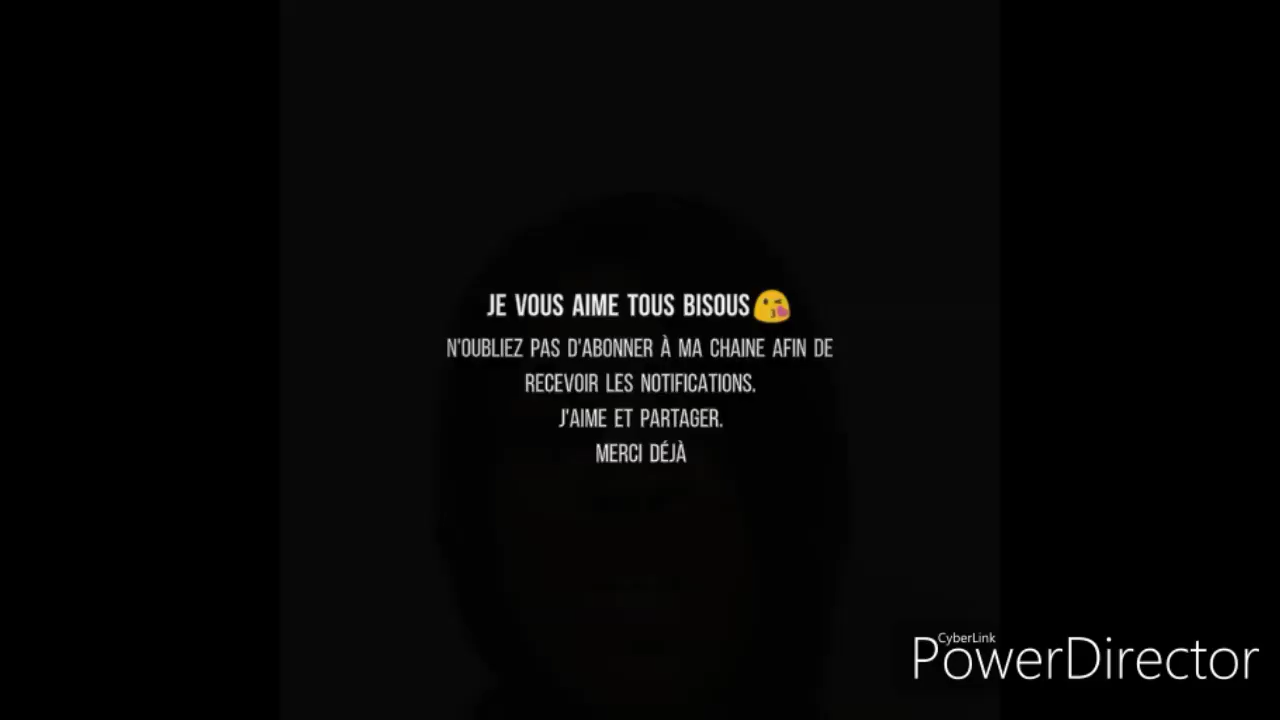 JE VOUS AIME TOUS BISOUS😘
N'OUBLIEZ PAS D'ABONNER À MA CHAINE AFIN DE
RECEVOIR LES NOTIFICATIONS.
J'AIME ET PARTAGER.
MERCI DÉJÀ
CyberLink
PowerDirector